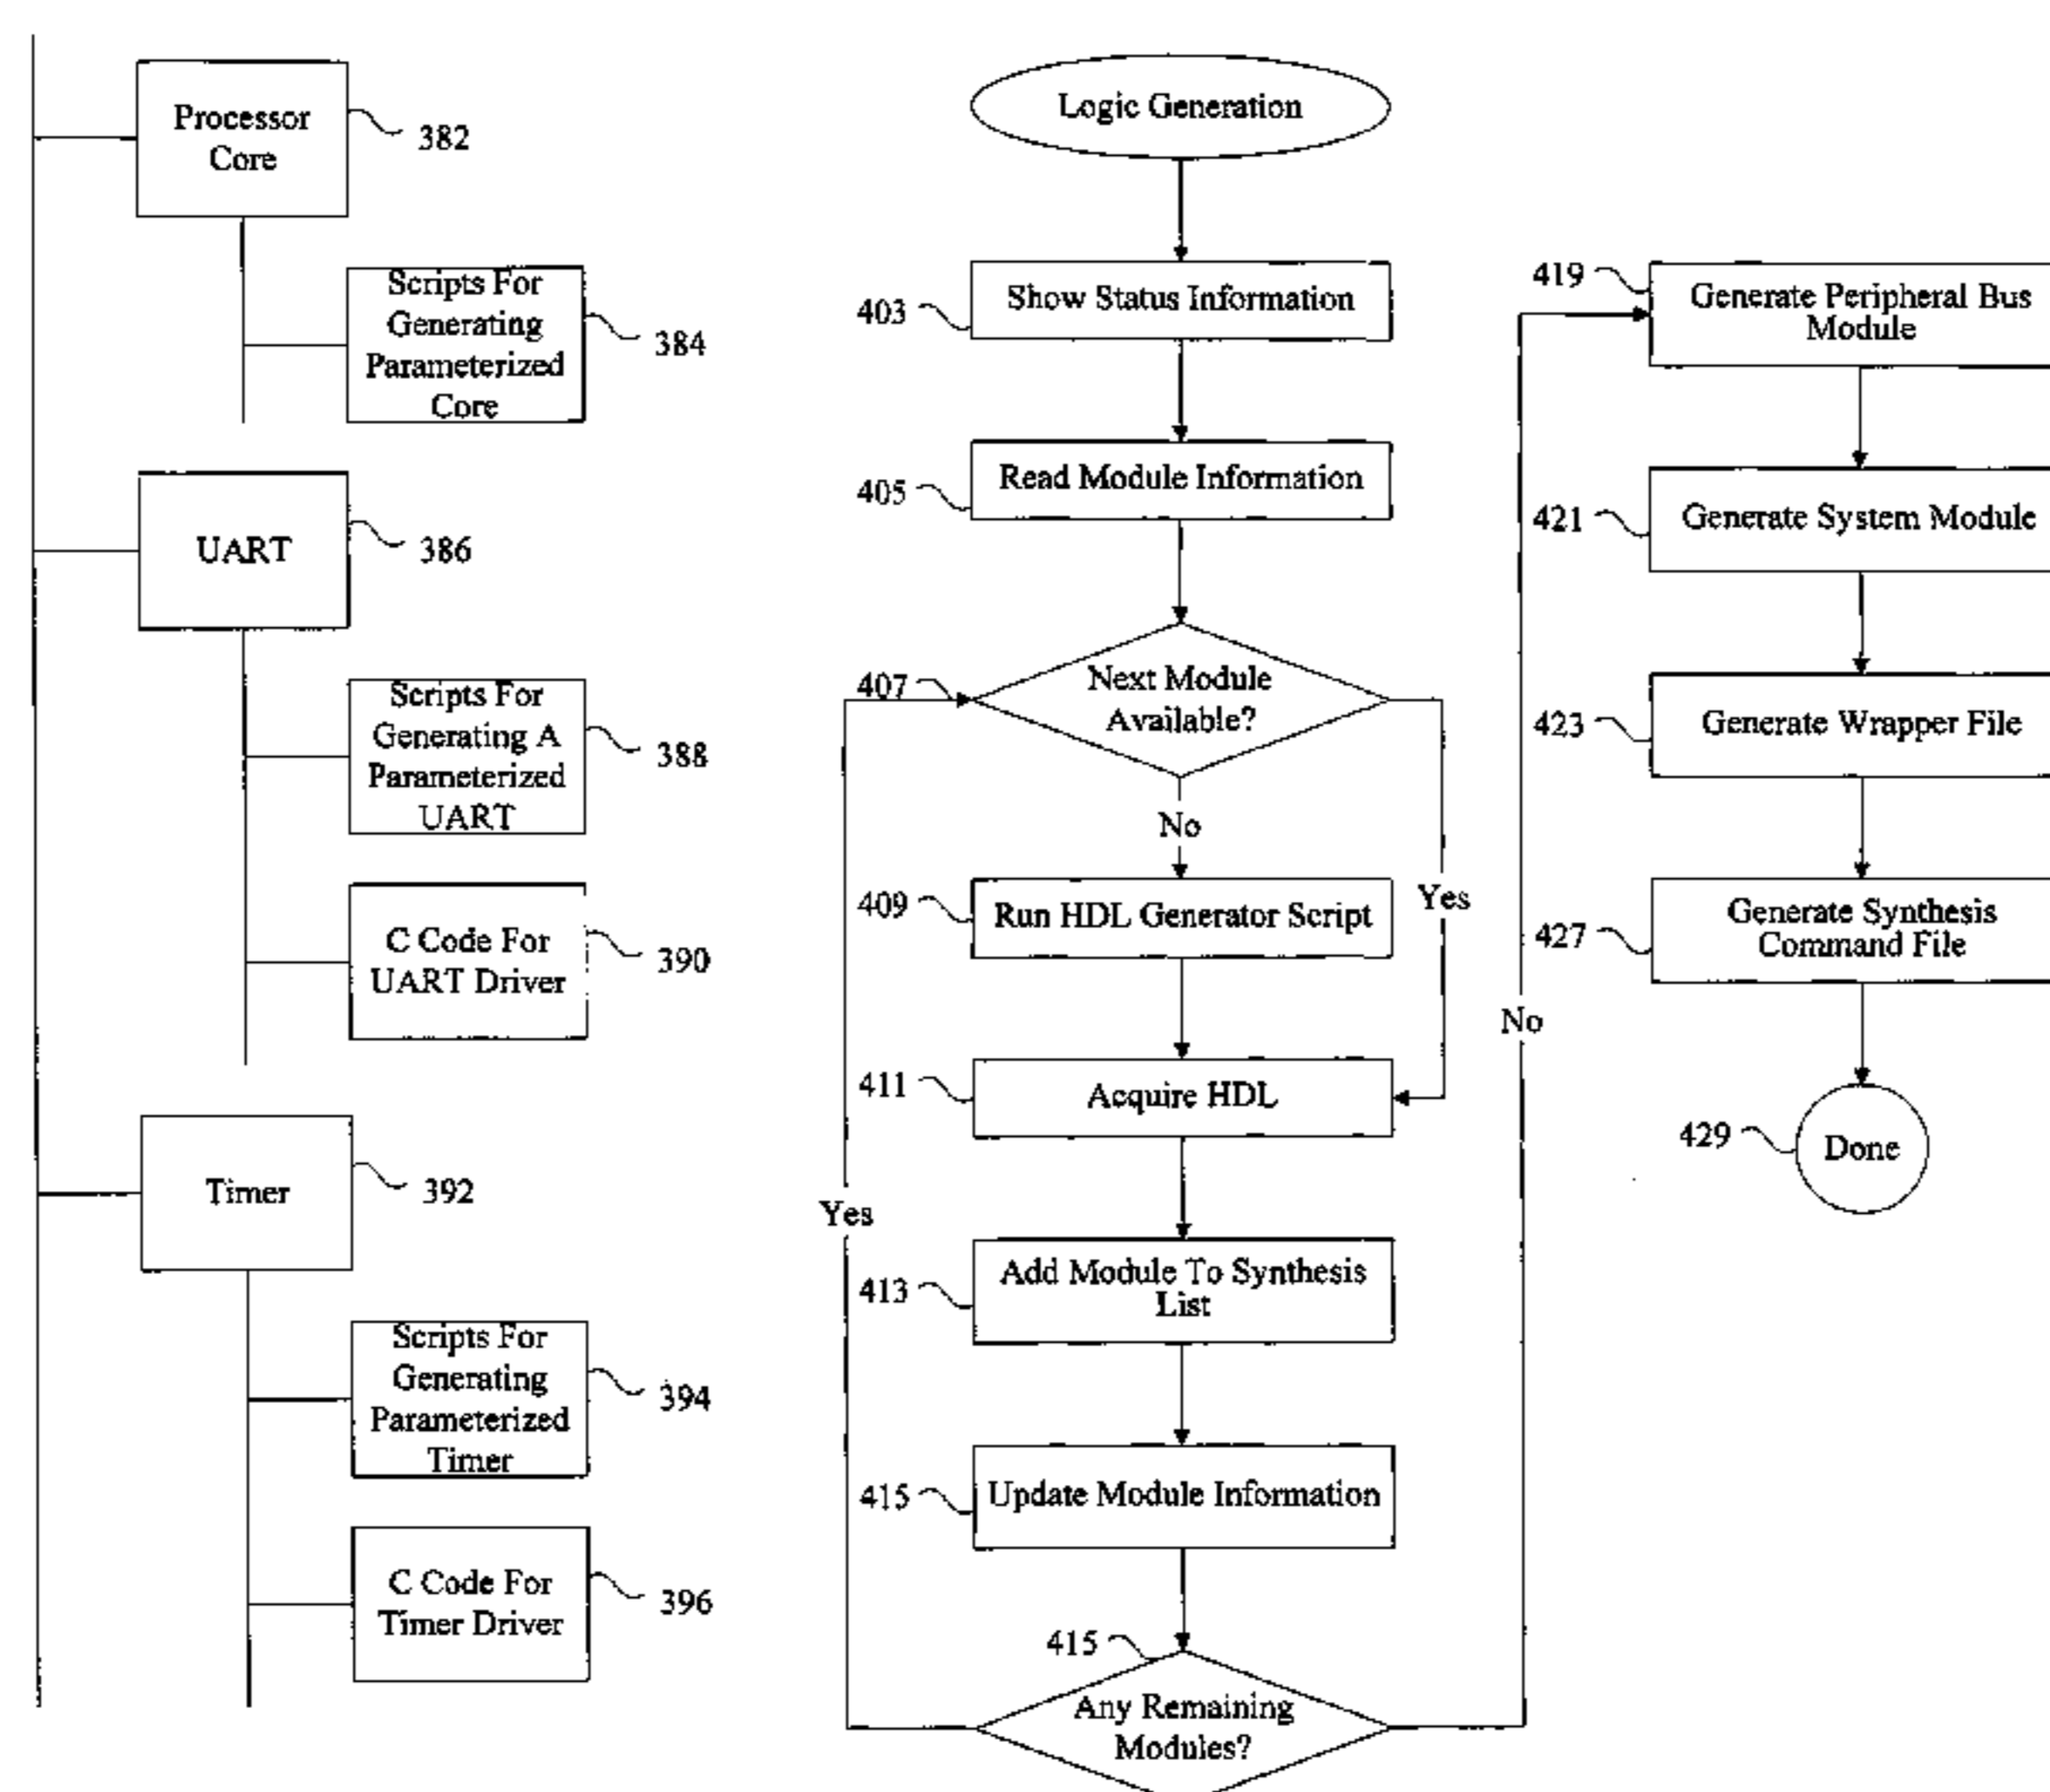 Processor
Core
382
Scripts For
Generating
Parameterized
Core
384
UART
386
Scripts For
Generating A
Parameterized
UART
388
C Code For
UART Driver
390
Timer
392
Scripts For
Generating
Parameterized
Timer
394
C Code For
Timer Driver
396
Logic Generation
403
Show Status Information
405
Read Module Information
407
Next Module
Available?
No
Yes
409
Run HDL Generator Script
411
Acquire HDL
413
Add Module To Synthesis
List
415
Update Module Information
415
Any Remaining
Modules?
Yes
No
419
Generate Peripheral Bus
Module
421
Generate System Module
423
Generate Wrapper File
427
Generate Synthesis
Command File
429
Done